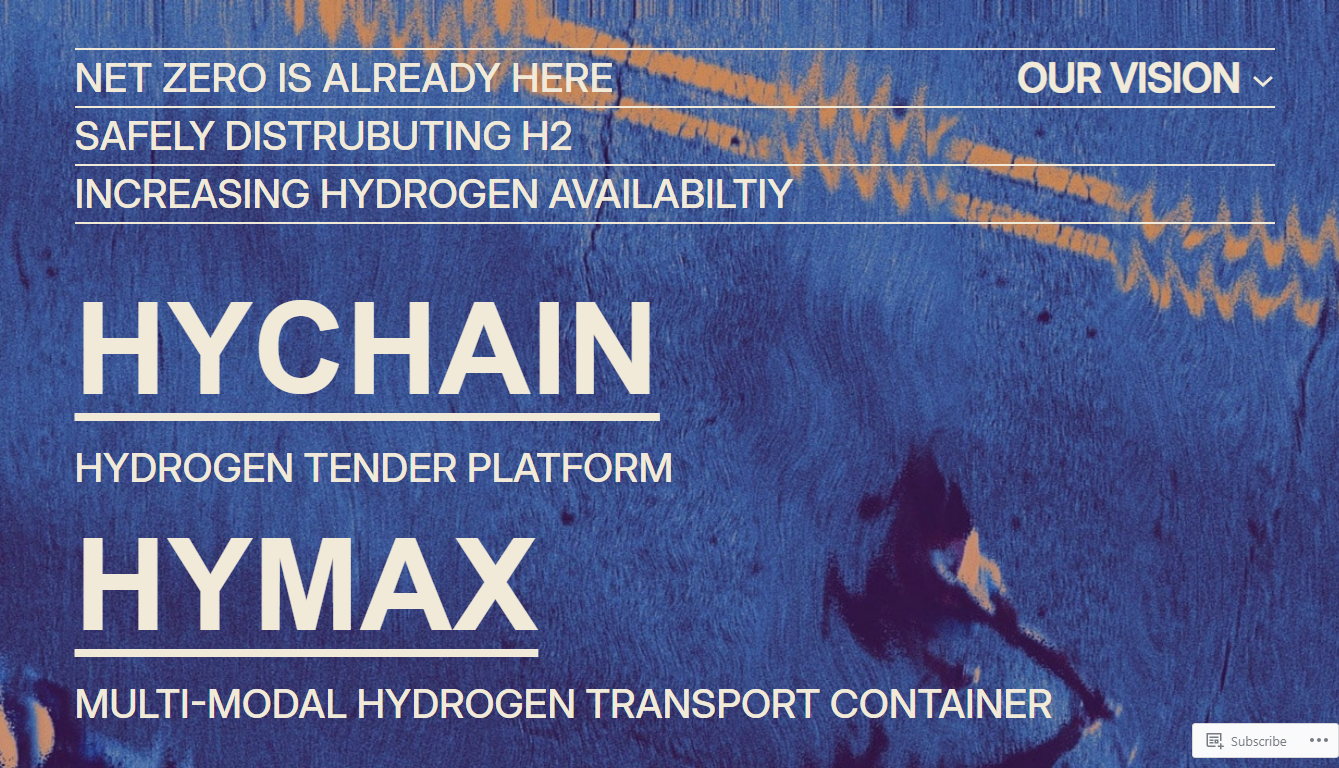 NET ZERO IS ALREADY HERE
OUR VISION
SAFELY DISTRUBUTING H2
INCREASING HYDROGEN AVAILABILTIY
HYCHAIN
HYDROGEN TENDER PLATFORM
HYMAX
MULTI-MODAL HYDROGEN TRANSPORT CONTAINER
Subscribe